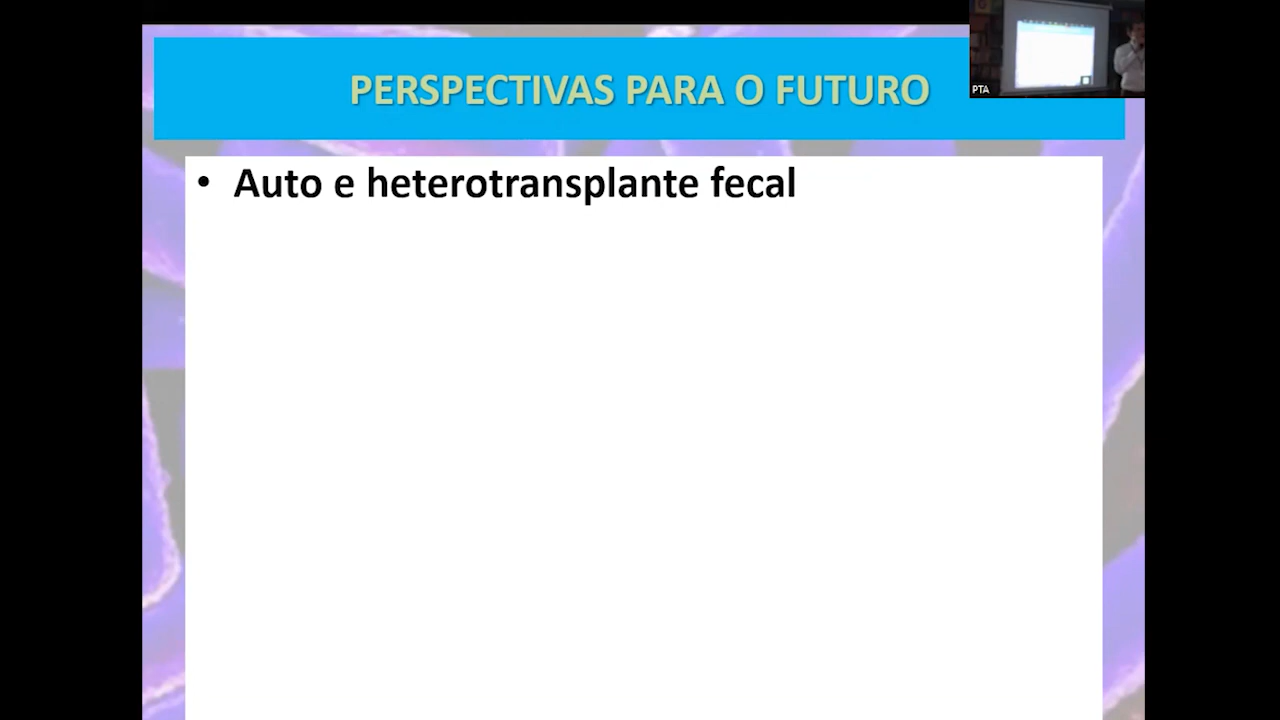 PERSPECTIVAS PARA O FUTURO
PTA
• Auto e heterotransplante fecal